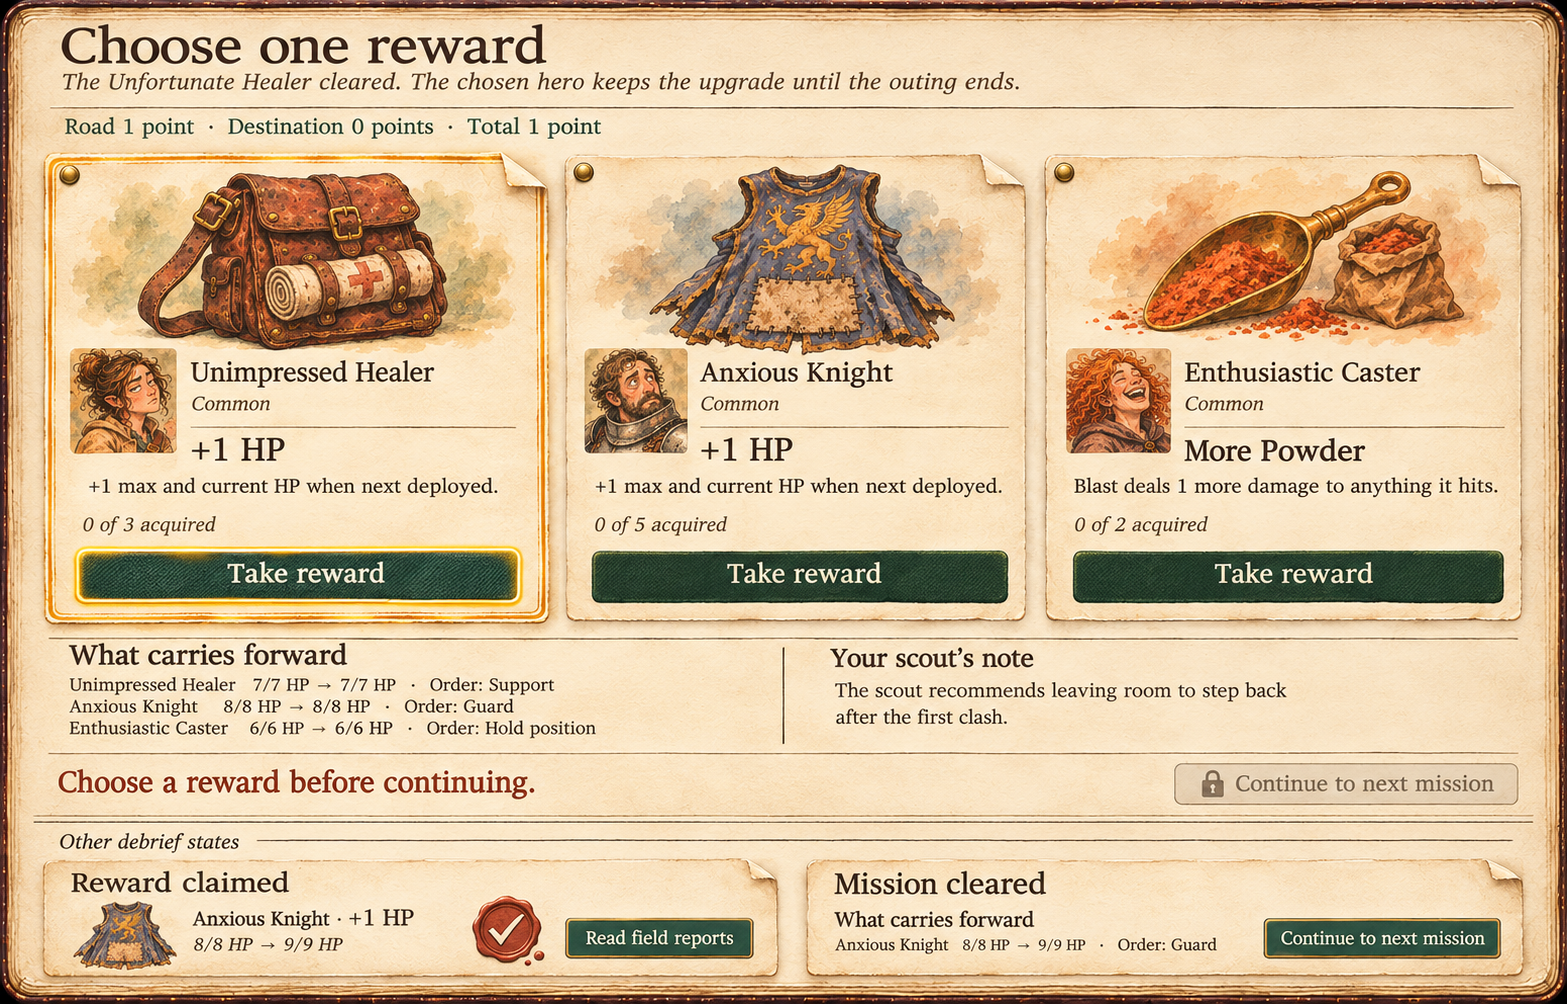 Choose one reward
The Unfortunate Healer cleared. The chosen hero keeps the upgrade until the outing ends.
Road 1 point · Destination 0 points · Total 1 point
Unimpressed Healer
Common
+1 HP
+1 max and current HP when next deployed.
0 of 3 acquired
Take reward
Anxious Knight
Common
+1 HP
+1 max and current HP when next deployed.
0 of 5 acquired
Take reward
Enthusiastic Caster
Common
More Powder
Blast deals 1 more damage to anything it hits.
0 of 2 acquired
Take reward
What carries forward
Unimpressed Healer 7/7 HP → 7/7 HP · Order: Support
Anxious Knight 8/8 HP → 8/8 HP · Order: Guard
Enthusiastic Caster 6/6 HP → 6/6 HP · Order: Hold position
Your scout's note
The scout recommends leaving room to step back
after the first clash.
Choose a reward before continuing.
Continue to next mission
Other debrief states
Reward claimed
Anxious Knight · +1 HP
8/8 HP → 9/9 HP
Read field reports
Mission cleared
What carries forward
Anxious Knight 8/8 HP → 9/9 HP · Order: Guard
Continue to next mission